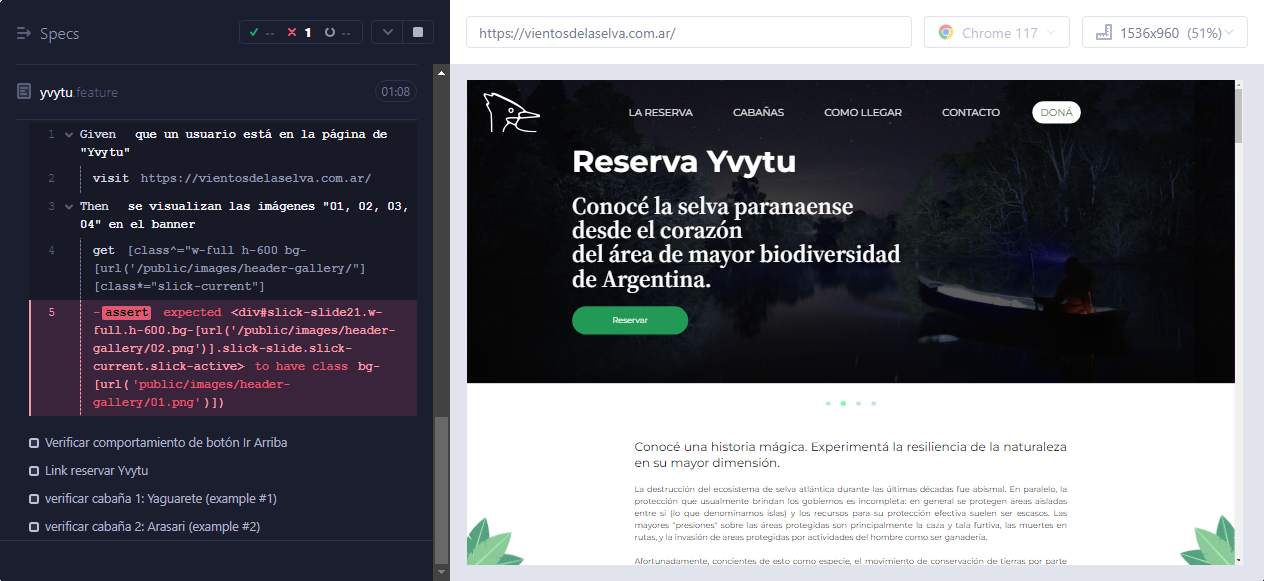 Specs
-- 1 --
yvytu.feature
01:08
1 Given que un usuario está en la página de
"Yvytu"
2 visit https://vientosdelaselva.com.ar/
3 Then se visualizan las imágenes "01, 02, 03,
04" en el banner
4 get [class^="w-full h-600 bg-
[url('/public/images/header-gallery/"]
[class*="slick-current"]
5 -assert expected <div#slick-slide21.w-
full.h-600.bg-[url('/public/images/header-
gallery/02.png')].slick-slide.slick-
current.slick-active> to have class bg-
[url('public/images/header-
gallery/01.png')])
Verificar comportamiento de botón Ir Arriba
Link reservar Yvytu
verificar cabaña 1: Yaguarete (example #1)
verificar cabaña 2: Arasari (example #2)
https://vientosdelaselva.com.ar/
Chrome 117
1536x960 (51%)
LA RESERVA CABAÑAS COMO LLEGAR CONTACTO DONÁ
Reserva Yvytu
Conocé la selva paranaense
desde el corazón
del área de mayor biodiversidad
de Argentina.
Reservar
Conocé una historia mágica. Experimentá la resiliencia de la naturaleza
en su mayor dimensión.
La destrucción del ecosistema de selva atlántica durante las últimas décadas fue abismal. En paralelo, la
protección que usualmente brindan los gobiernos es incompleta: en general se protegen áreas aisladas
entre sí (lo que denominamos islas) y los recursos para su protección efectiva suelen ser escasos. Las
mayores "presiones" sobre las áreas protegidas son principalmente la caza y tala furtiva, las muertes en
rutas, y la invasión de areas protegidas por actividades del hombre como ser ganadería.
Afortunadamente, concientes de esto como especie, el movimiento de conservación de tierras por parte